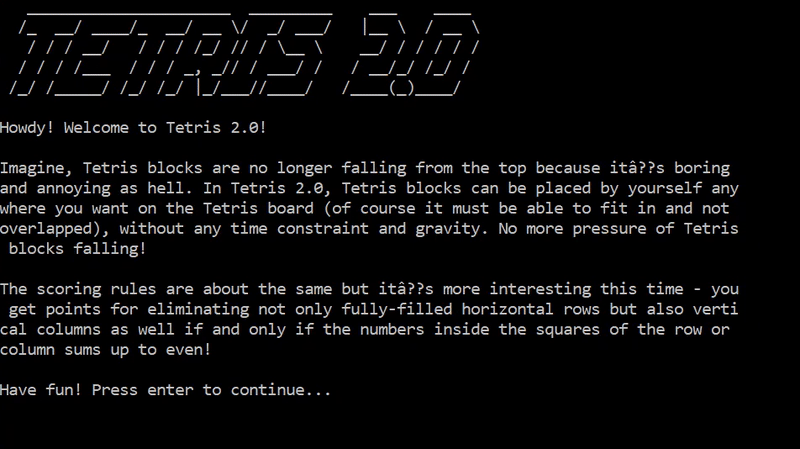 TETRIS 2.0
Howdy! Welcome to Tetris 2.0!
Imagine, Tetris blocks are no longer falling from the top because itâ??s boring
and annoying as hell. In Tetris 2.0, Tetris blocks can be placed by yourself any
where you want on the Tetris board (of course it must be able to fit in and not
overlapped), without any time constraint and gravity. No more pressure of Tetris
 blocks falling!
The scoring rules are about the same but itâ??s more interesting this time - you
 get points for eliminating not only fully-filled horizontal rows but also verti
cal columns as well if and only if the numbers inside the squares of the row or
column sums up to even!
Have fun! Press enter to continue...